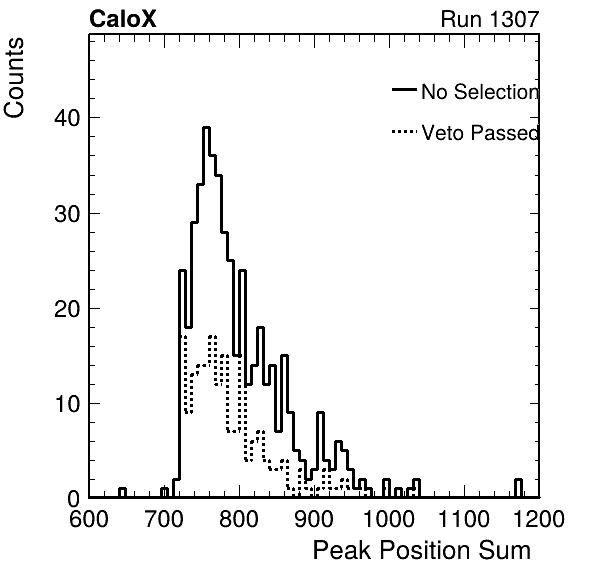 CaloX Run 1307
Counts
No Selection
Veto Passed
40
30
20
10
0
600 700 800 900 1000 1100 1200
Peak Position Sum